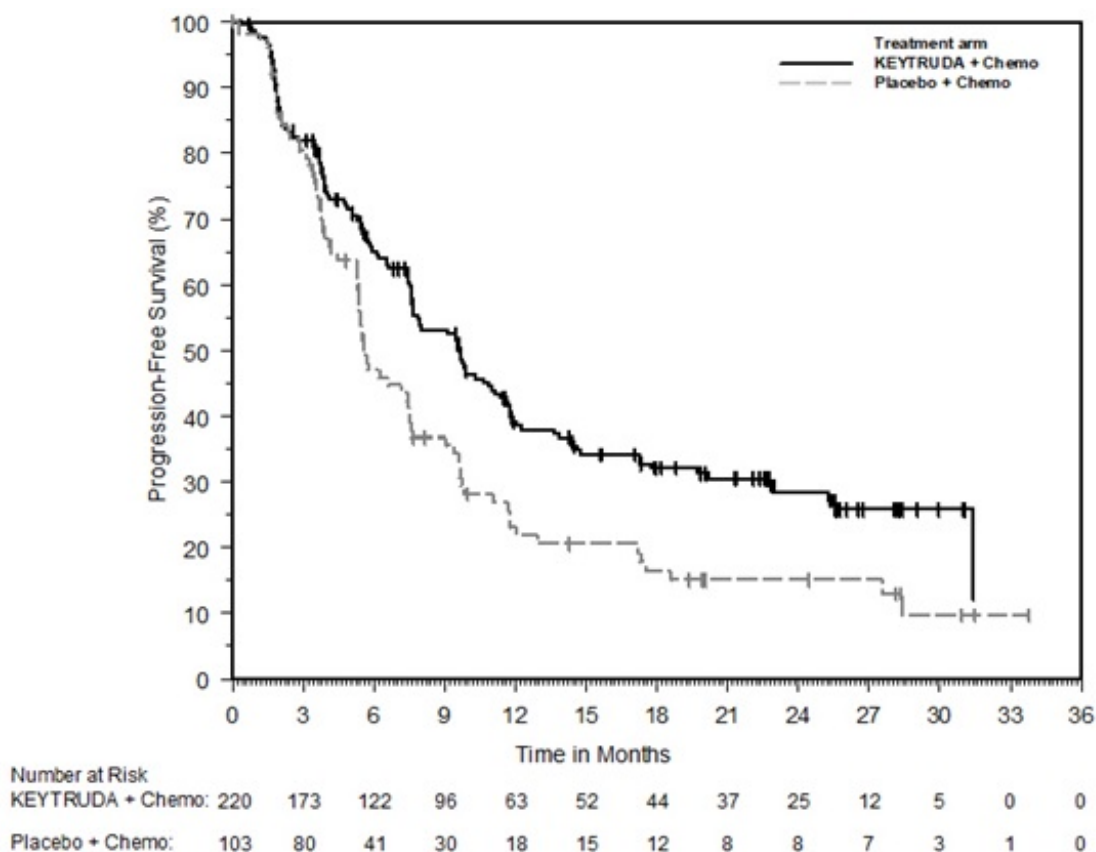 100
90
80
70
60
50
40
30
20
10
0
Progression-Free Survival (%)
Treatment arm
KEYTRUDA + Chemo
Placebo + Chemo
0 3 6 9 12 15 18 21 24 27 30 33 36
Time in Months
Number at Risk
KEYTRUDA + Chemo: 220 173 122 96 63 52 44 37 25 12 5 0 0
Placebo + Chemo: 103 80 41 30 18 15 12 8 8 7 3 1 0